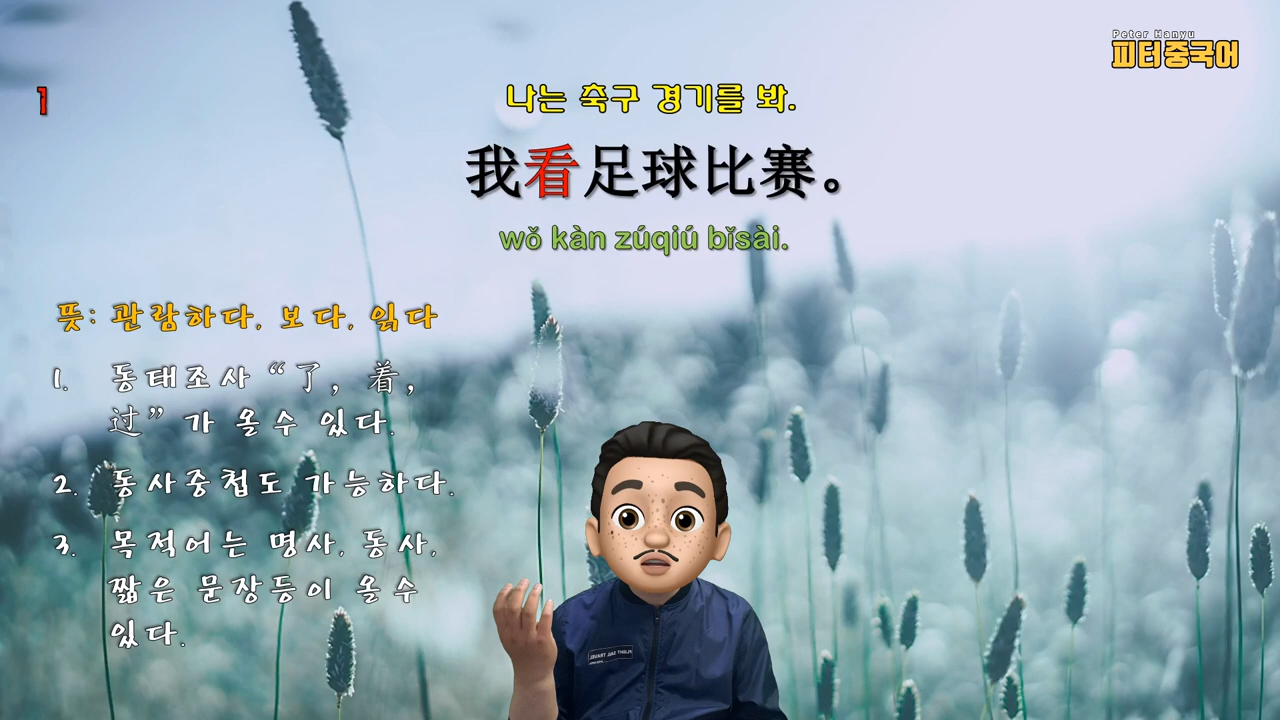 Peter Hanyu
피터중국어
1
나는 축구 경기를 봐.
我看足球比赛。
wǒ kàn zúqiú bǐsài.
뜻: 관람하다, 보다, 읽다
1. 동태조사 “了, 着,
过” 가 올수 있다.
2. 동사중첩도 가능하다.
3. 목적어는 명사, 동사,
짧은 문장등이 올수
있다.